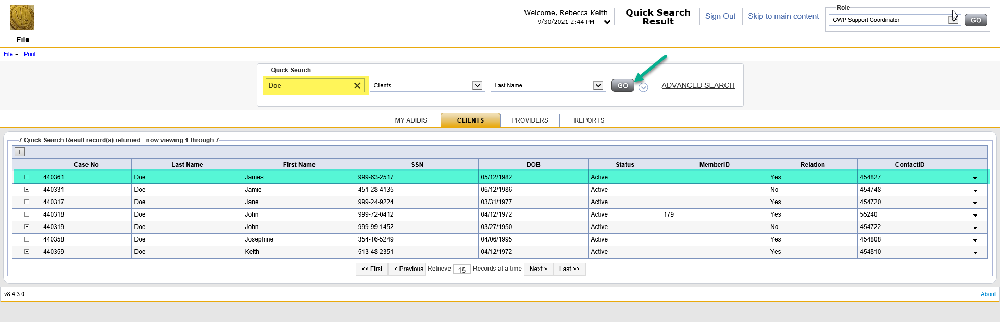 Welcome, Rebecca Keith
9/30/2021 2:44 PM
Quick Search
Result
Sign Out
Skip to main content
Role
CWP Support Coordinator
GO
File
File - Print
Quick Search
Doe
Clients
Last Name
GO
ADVANCED SEARCH
MY ADIDIS CLIENTS PROVIDERS REPORTS
7 Quick Search Result record(s) returned - now viewing 1 through 7
+
Case No Last Name First Name SSN DOB Status MemberID Relation ContactID
440361 Doe James 999-63-2517 05/12/1982 Active Yes 454827
440331 Doe Jamie 451-28-4135 06/12/1986 Active No 454748
440317 Doe Jane 999-24-9224 03/31/1977 Active Yes 454720
440318 Doe John 999-72-0412 04/12/1972 Active 179 Yes 55240
440319 Doe John 999-99-1452 03/27/1950 Active No 454722
440358 Doe Josephine 354-16-5249 04/06/1995 Active Yes 454808
440359 Doe Keith 513-48-2351 04/12/1972 Active Yes 454810
<< First < Previous Retrieve 15 Records at a time Next > Last >>
v8.4.3.0
About